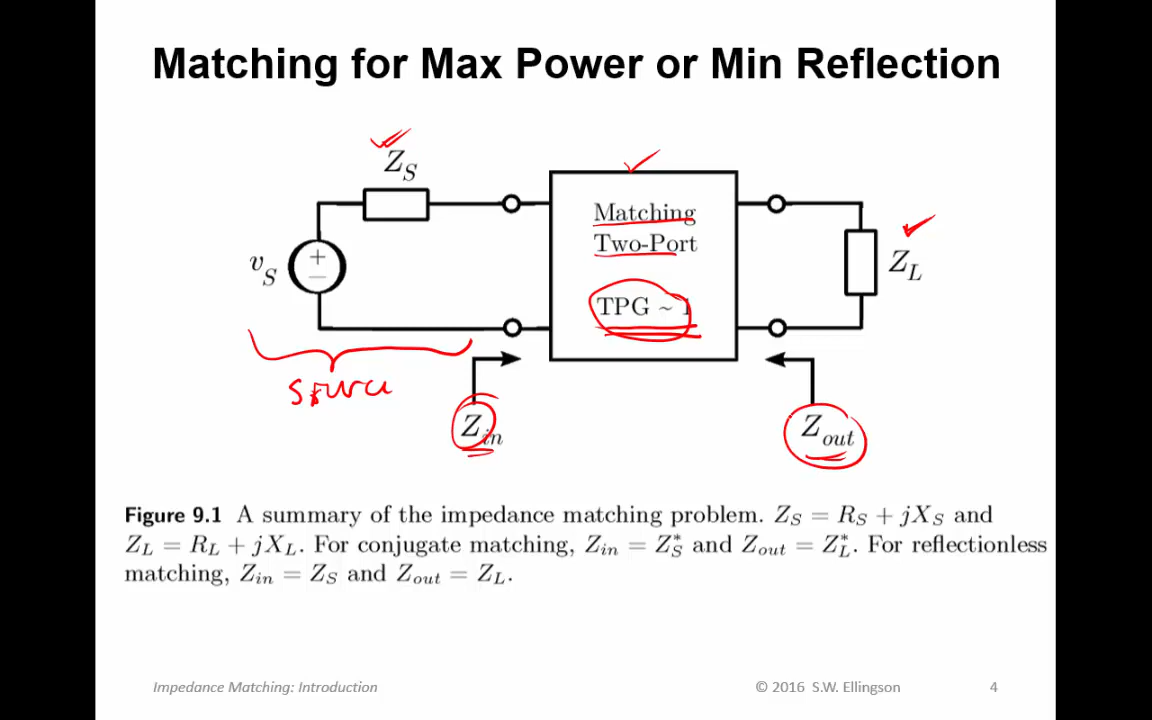 Matching for Max Power or Min Reflection
Z_S
Matching
Two-Port
TPG ~ 1
v_S
+
−
Z_L
source
Z_in
Z_out
Figure 9.1 A summary of the impedance matching problem. Z_S = R_S + jX_S and
Z_L = R_L + jX_L. For conjugate matching, Z_in = Z_S^* and Z_out = Z_L^*. For reflectionless
matching, Z_in = Z_S and Z_out = Z_L.
Impedance Matching: Introduction
© 2016 S.W. Ellingson
4